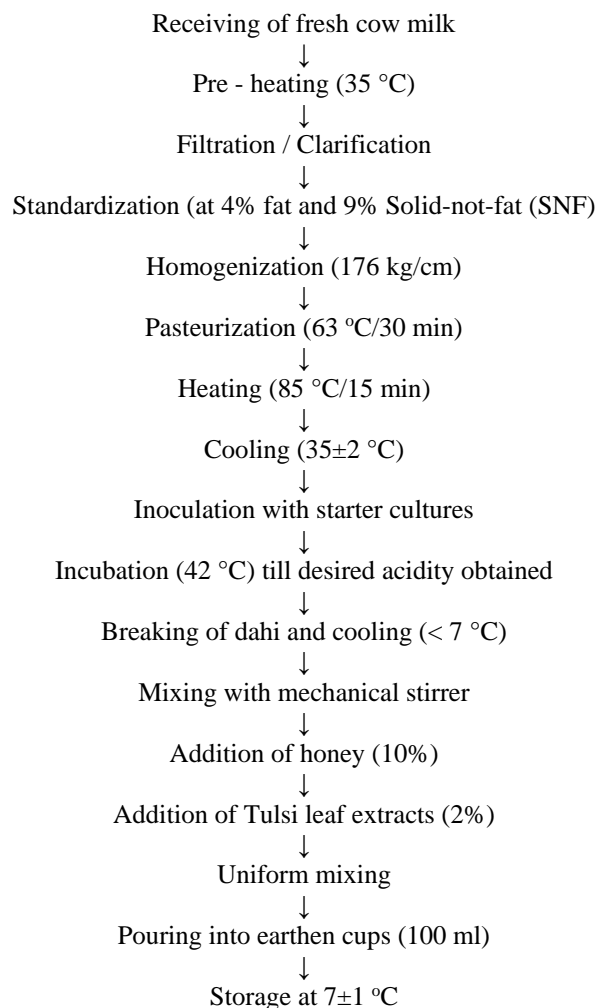 Receiving of fresh cow milk
↓
Pre - heating (35 °C)
↓
Filtration / Clarification
↓
Standardization (at 4% fat and 9% Solid-not-fat (SNF)
↓
Homogenization (176 kg/cm)
↓
Pasteurization (63 °C/30 min)
↓
Heating (85 °C/15 min)
↓
Cooling (35±2 °C)
↓
Inoculation with starter cultures
↓
Incubation (42 °C) till desired acidity obtained
↓
Breaking of dahi and cooling (< 7 °C)
↓
Mixing with mechanical stirrer
↓
Addition of honey (10%)
↓
Addition of Tulsi leaf extracts (2%)
↓
Uniform mixing
↓
Pouring into earthen cups (100 ml)
↓
Storage at 7±1 °C